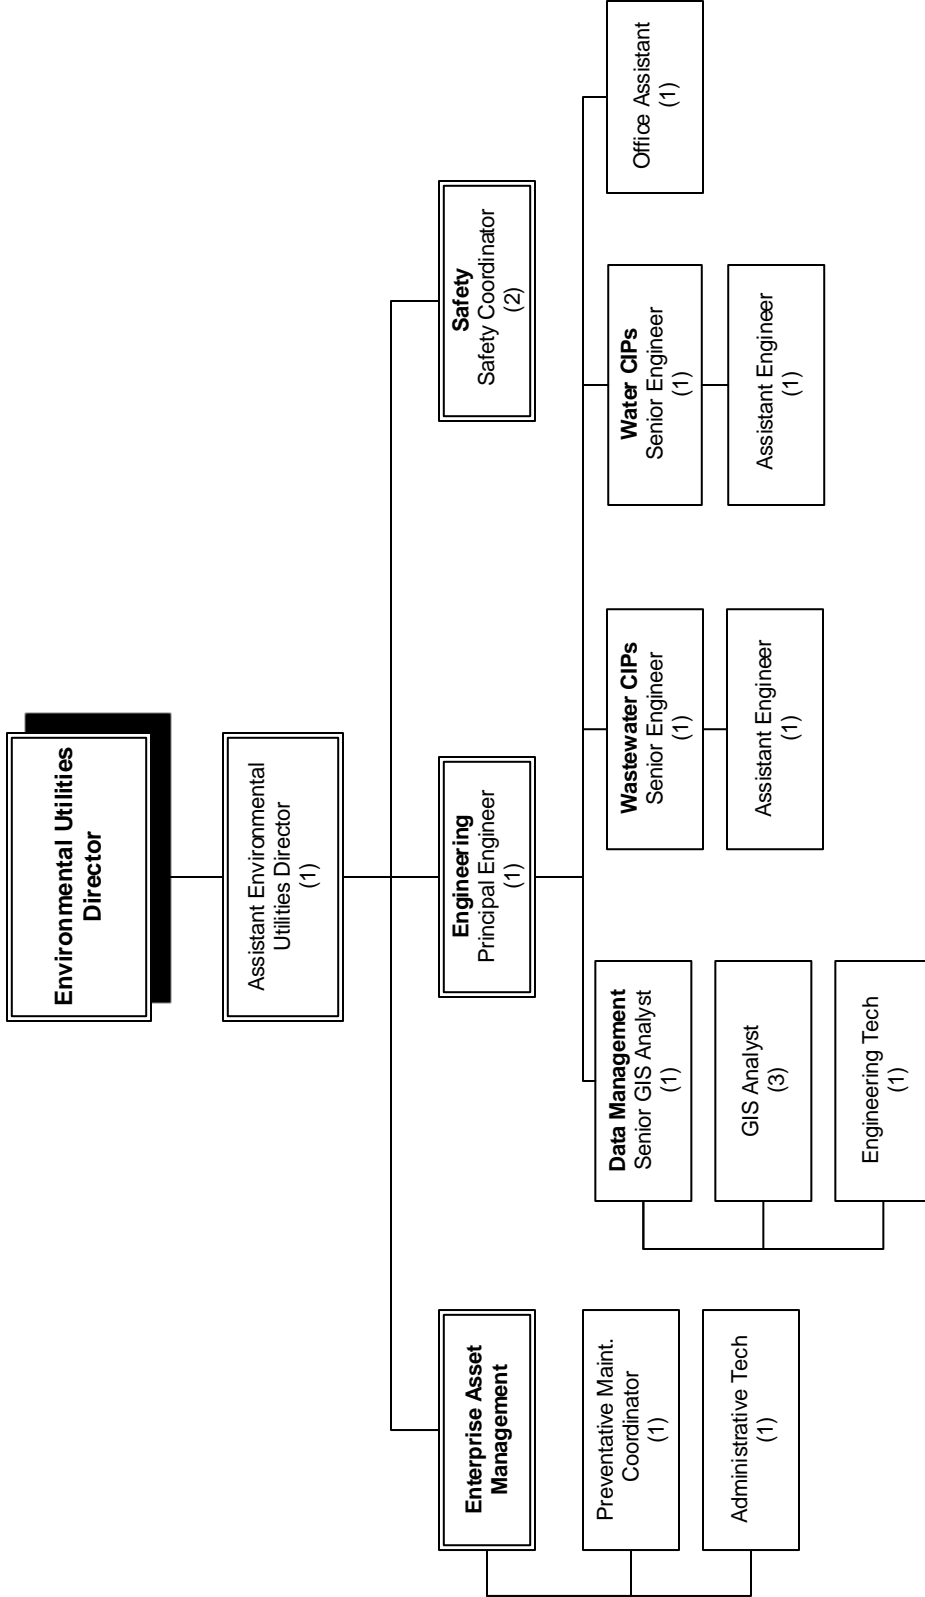 Environmental Utilities
Director
Assistant Environmental
Utilities Director
(1)
Enterprise Asset
Management
Preventative Maint.
Coordinator
(1)
Administrative Tech
(1)
Engineering
Principal Engineer
(1)
Safety
Safety Coordinator
(2)
Data Management
Senior GIS Analyst
(1)
GIS Analyst
(3)
Engineering Tech
(1)
Wastewater CIPs
Senior Engineer
(1)
Assistant Engineer
(1)
Water CIPs
Senior Engineer
(1)
Assistant Engineer
(1)
Office Assistant
(1)